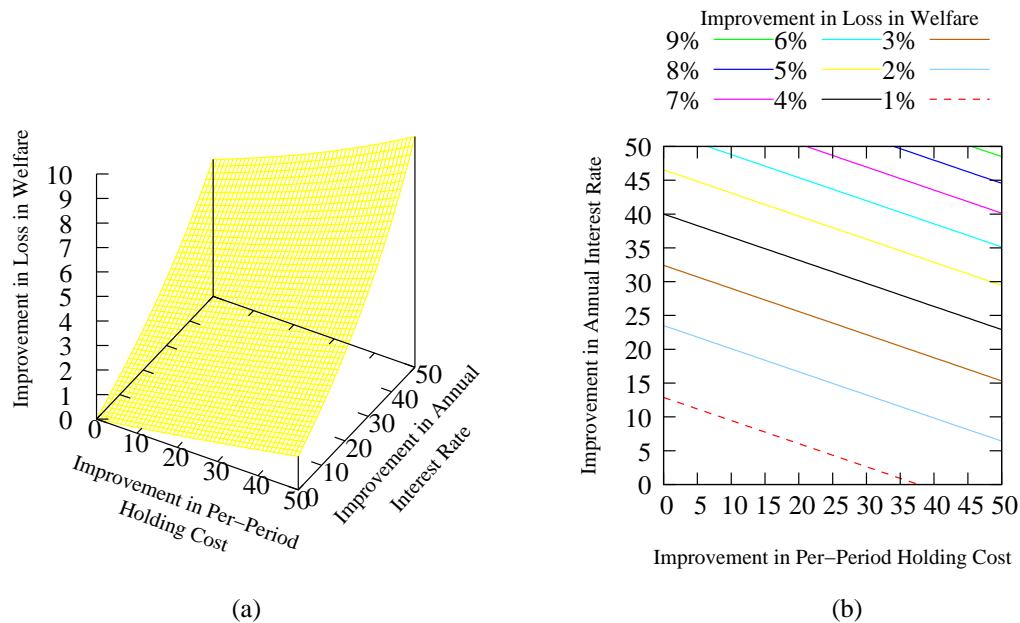 Improvement in Loss in Welfare
9% 6% 3%
8% 5% 2%
7% 4% 1%
Improvement in Loss in Welfare
10
9
8
7
6
5
4
3
2
1
0
0 10 20 30 40 50
Improvement in Per–Period
Holding Cost
0 10 20 30 40 50
Improvement in Annual
Interest Rate
(a)
Improvement in Annual Interest Rate
50
45
40
35
30
25
20
15
10
5
0
0 5 10 15 20 25 30 35 40 45 50
Improvement in Per–Period Holding Cost
(b)